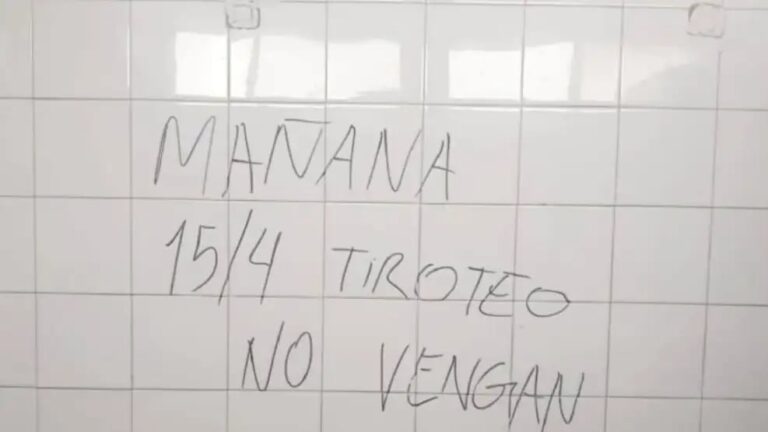 MAÑANA
15/4 TIROTEO
NO VENGAN